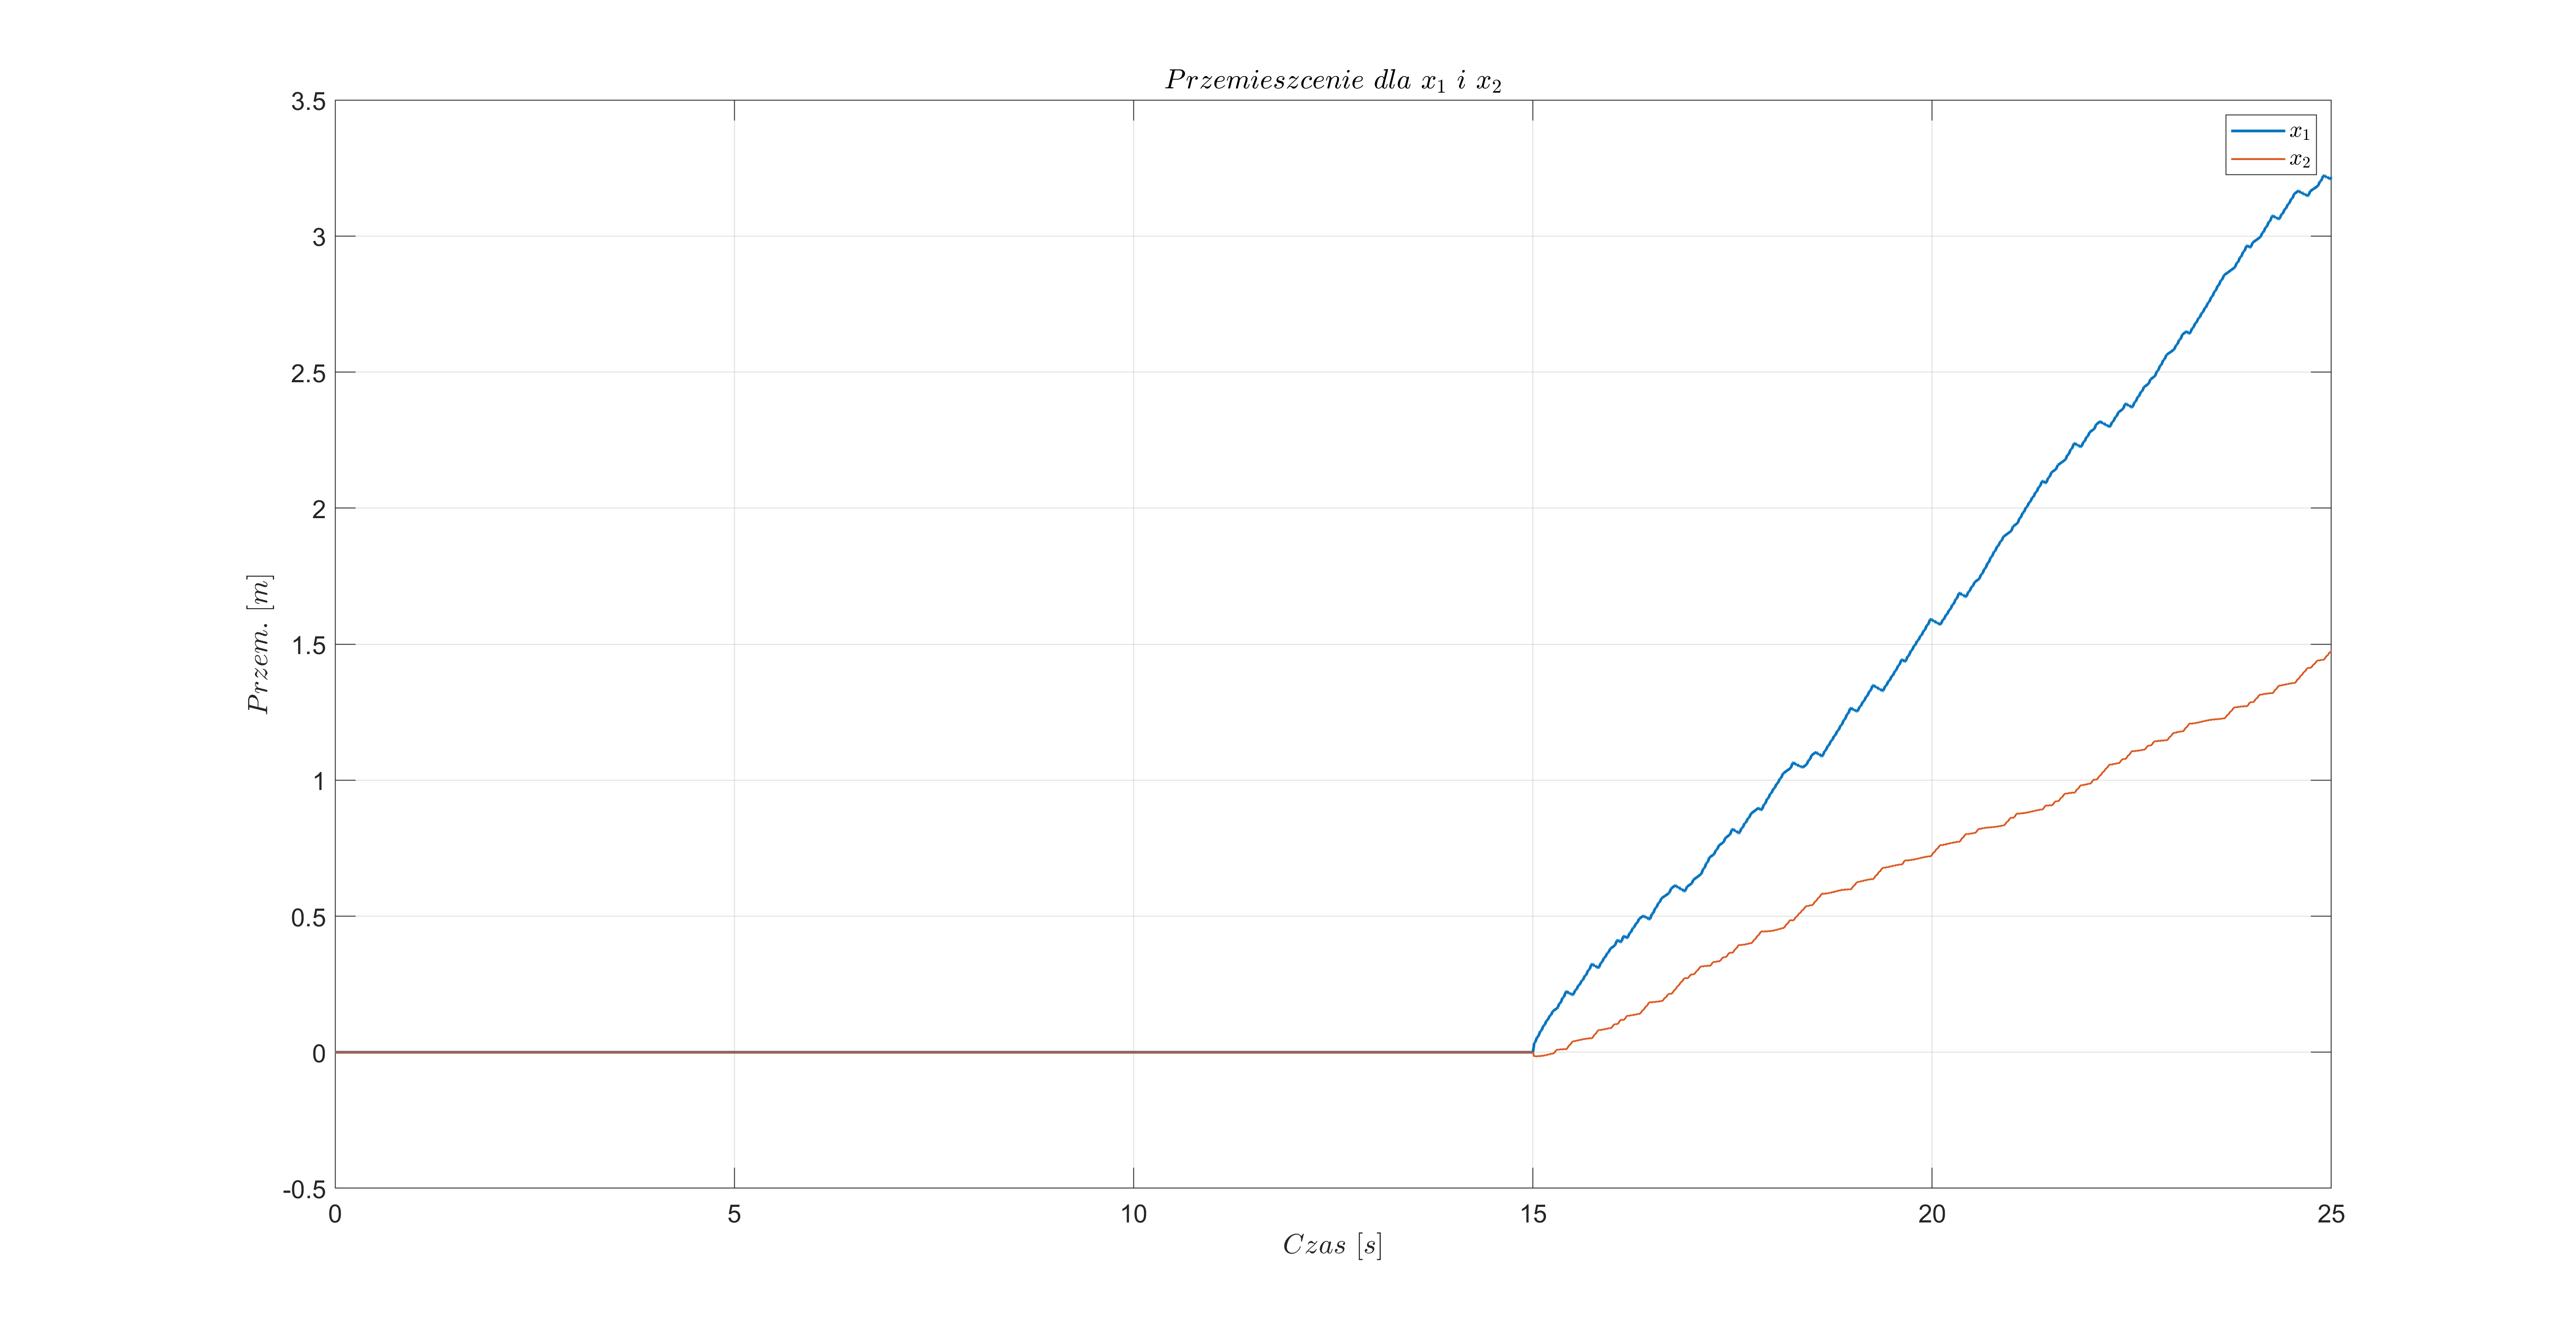 Przemieszcenie dla x₁ i x₂
3.5
3
2.5
2
1.5
1
0.5
0
-0.5
Przem. [m]
x₁
x₂
0 5 10 15 20 25
Czas [s]